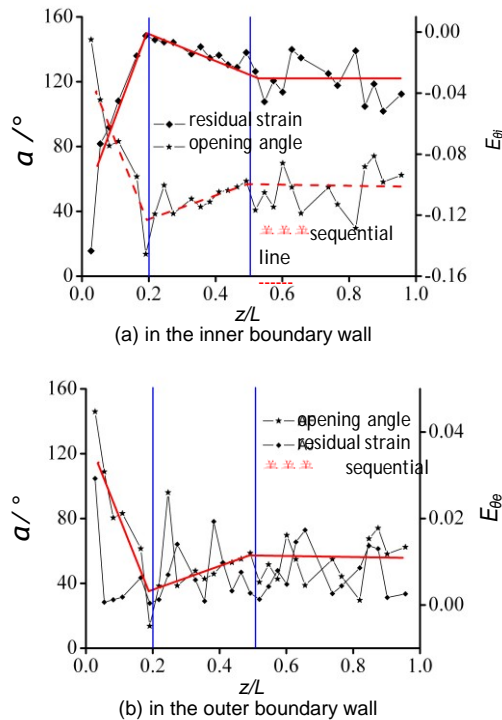 160
120
80
40
0
a /°
0.00
-0.04
-0.08
-0.12
-0.16
E
residual strain
opening angle
sequential
line
0.0 0.2 0.4 0.6 0.8 1.0
z/L
(a) in the inner boundary wall
160
120
80
40
0
a/°
0.04
0.02
0.00
E
opening angle
residual strain
sequential
0.0 0.2 0.4 0.6 0.8 1.0
z/L
(b) in the outer boundary wall